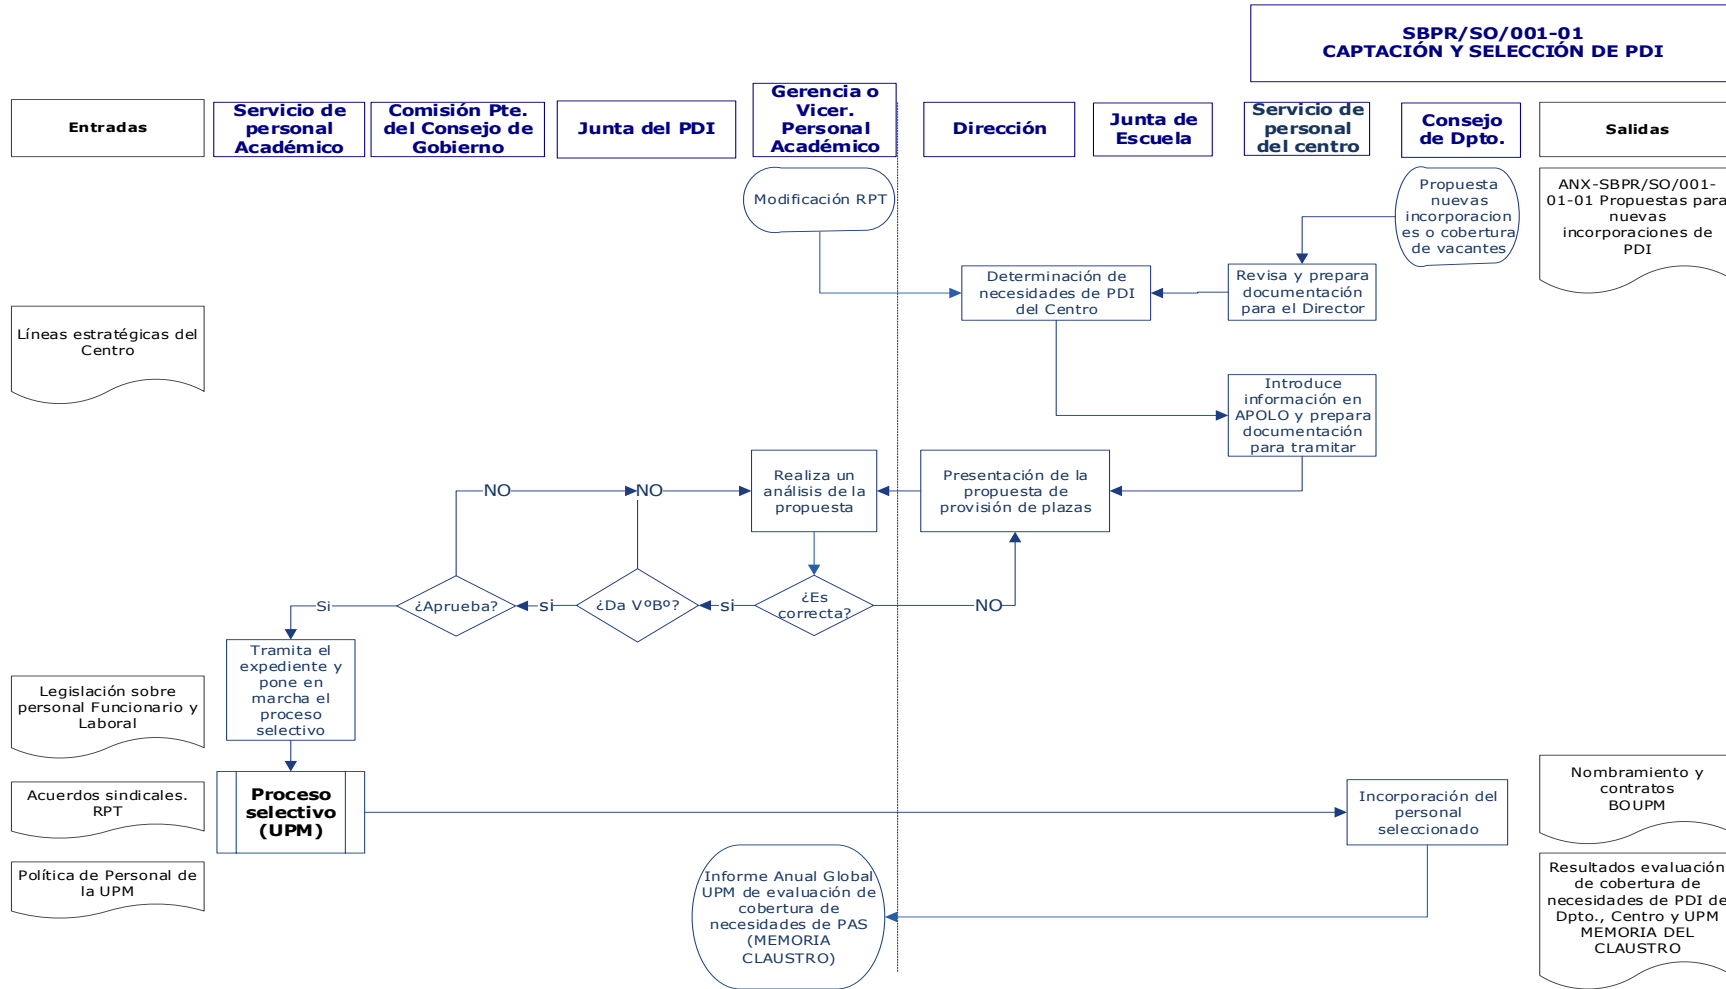 SBPR/SO/001-01
CAPTACIÓN Y SELECCIÓN DE PDI
Entradas
Servicio de
personal
Académico
Comisión Pte.
del Consejo de
Gobierno
Junta del PDI
Gerencia o
Vicer.
Personal
Académico
Dirección
Junta de
Escuela
Servicio de
personal
del centro
Consejo
de Dpto.
Salidas
Modificación RPT
Propuesta
nuevas
incorporacion
es o cobertura
de vacantes
ANX-SBPR/SO/001-
01-01 Propuestas para
nuevas
incorporaciones de
PDI
Determinación de
necesidades de PDI
del Centro
Revisa y prepara
documentación
para el Director
Líneas estratégicas del
Centro
Introduce
información en
APOLO y prepara
documentación
para tramitar
Realiza un
análisis de la
propuesta
Presentación de la
propuesta de
provisión de plazas
NO
NO
Si
¿Aprueba?
si
¿Da VºBº?
si
¿Es
correcta?
NO
Tramita el
expediente y
pone en
marcha el
proceso
selectivo
Legislación sobre
personal Funcionario y
Laboral
Acuerdos sindicales.
RPT
Proceso
selectivo
(UPM)
Incorporación del
personal
seleccionado
Nombramiento y
contratos
BOUPM
Política de Personal de
la UPM
Informe Anual Global
UPM de evaluación de
cobertura de
necesidades de PAS
(MEMORIA
CLAUSTRO)
Resultados evaluación
de cobertura de
necesidades de PDI de
Dpto., Centro y UPM
MEMORIA DEL
CLAUSTRO